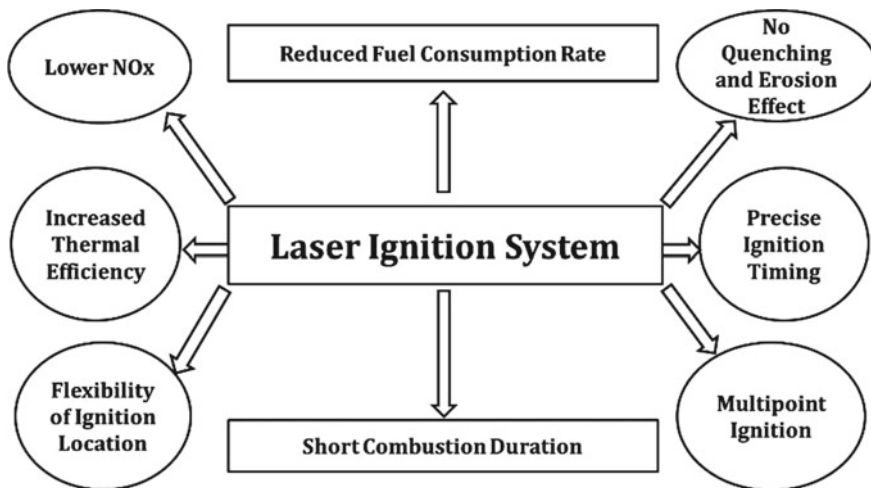 Lower NOx
Reduced Fuel Consumption Rate
No
Quenching
and Erosion
Effect
Increased
Thermal
Efficiency
Laser Ignition System
Precise
Ignition
Timing
Flexibility
of Ignition
Location
Short Combustion Duration
Multipoint
Ignition